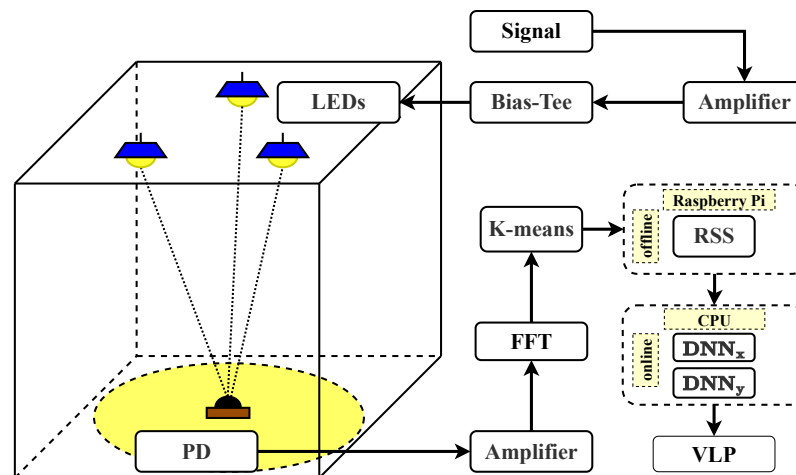 Signal
LEDs
Bias-Tee
Amplifier
K-means
Raspberry Pi
offline
RSS
FFT
CPU
online
DNNx
DNNy
PD
Amplifier
VLP